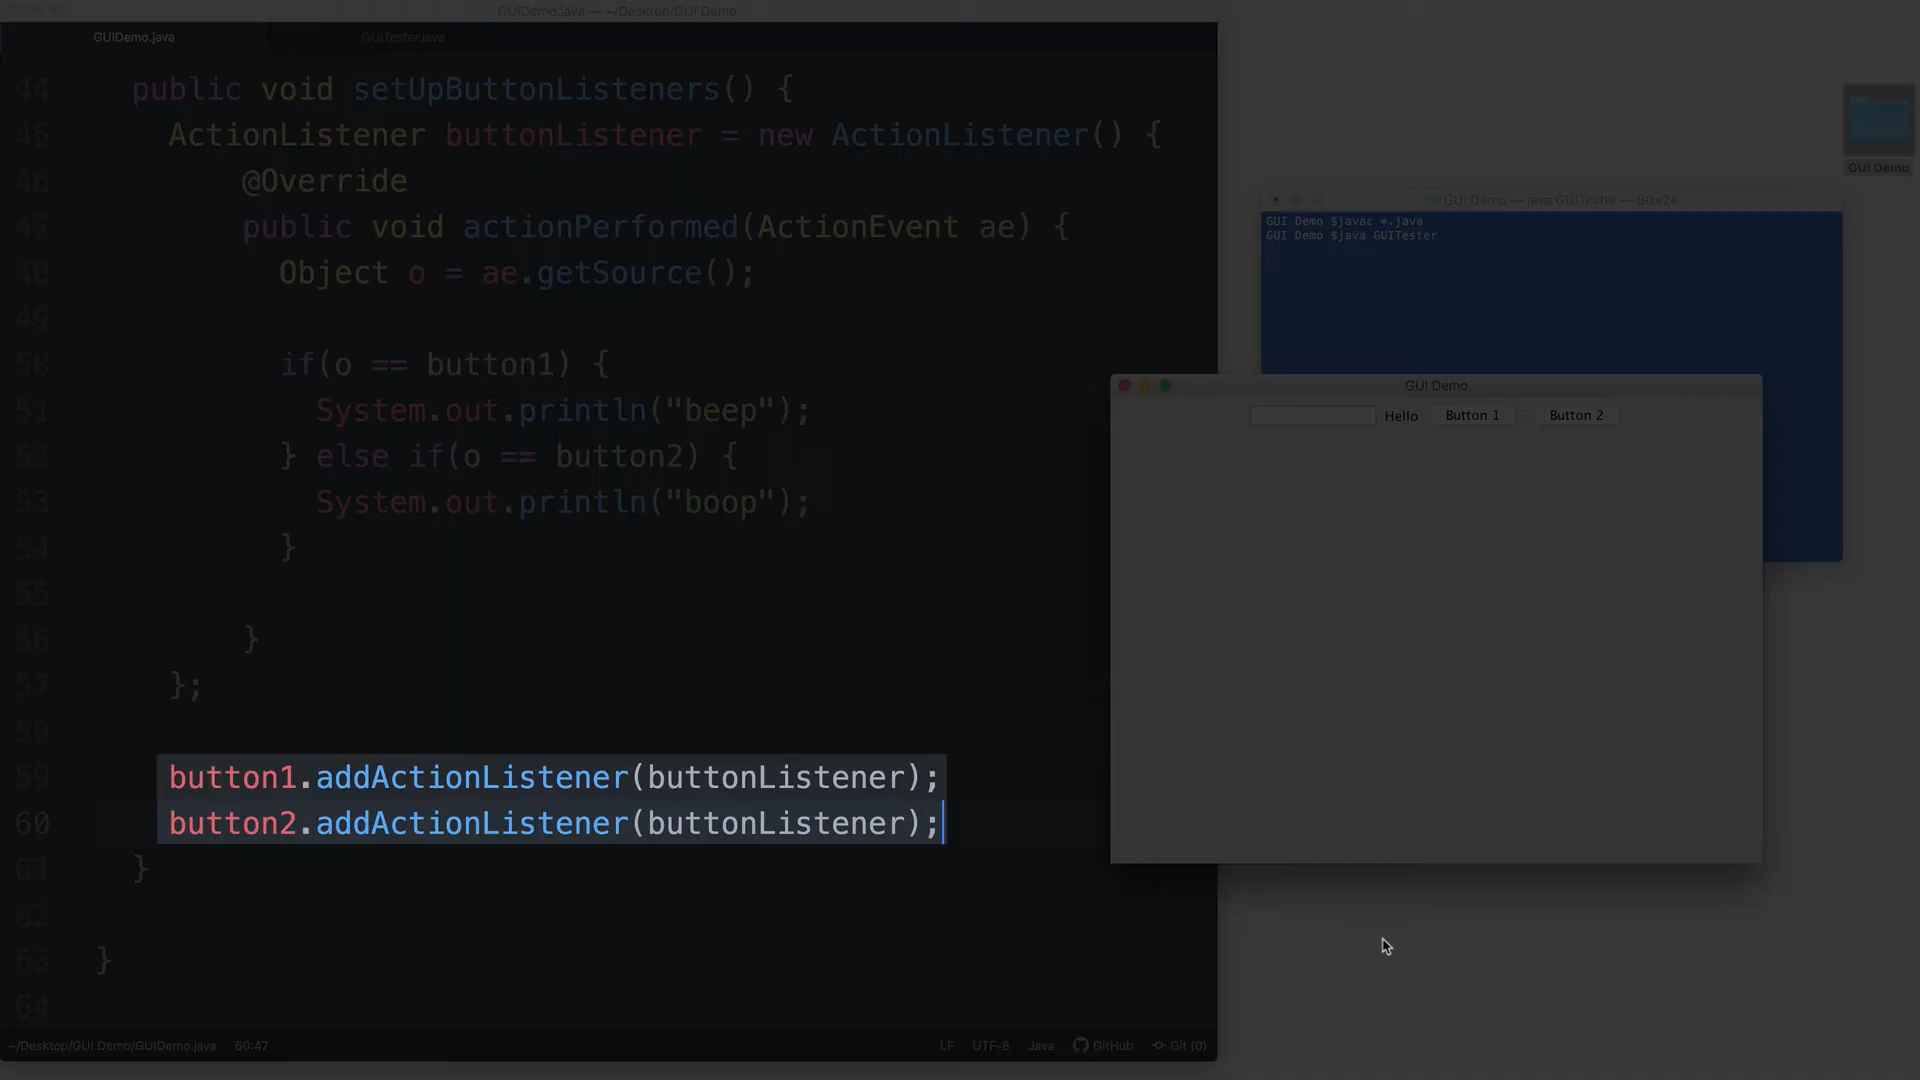 GUIDemo.java — ~/Desktop/GUI Demo
GUIDemo.java
GUITester.java
44 public void setUpButtonListeners() {
45 ActionListener buttonListener = new ActionListener() {
46 @Override
47 public void actionPerformed(ActionEvent ae) {
48 Object o = ae.getSource();
49
50 if(o == button1) {
51 System.out.println("beep");
52 } else if(o == button2) {
53 System.out.println("boop");
54 }
55
56 }
57 };
58
59 button1.addActionListener(buttonListener);
60 button2.addActionListener(buttonListener);
61 }
62
63 }
64
~/Desktop/GUI Demo/GUIDemo.java 60:47 LF UTF-8 Java GitHub Git (0)
GUI Demo
GUI Demo — java GUITester — 80×24
GUI Demo $javac *.java
GUI Demo $java GUITester
GUI Demo
Hello Button 1 Button 2